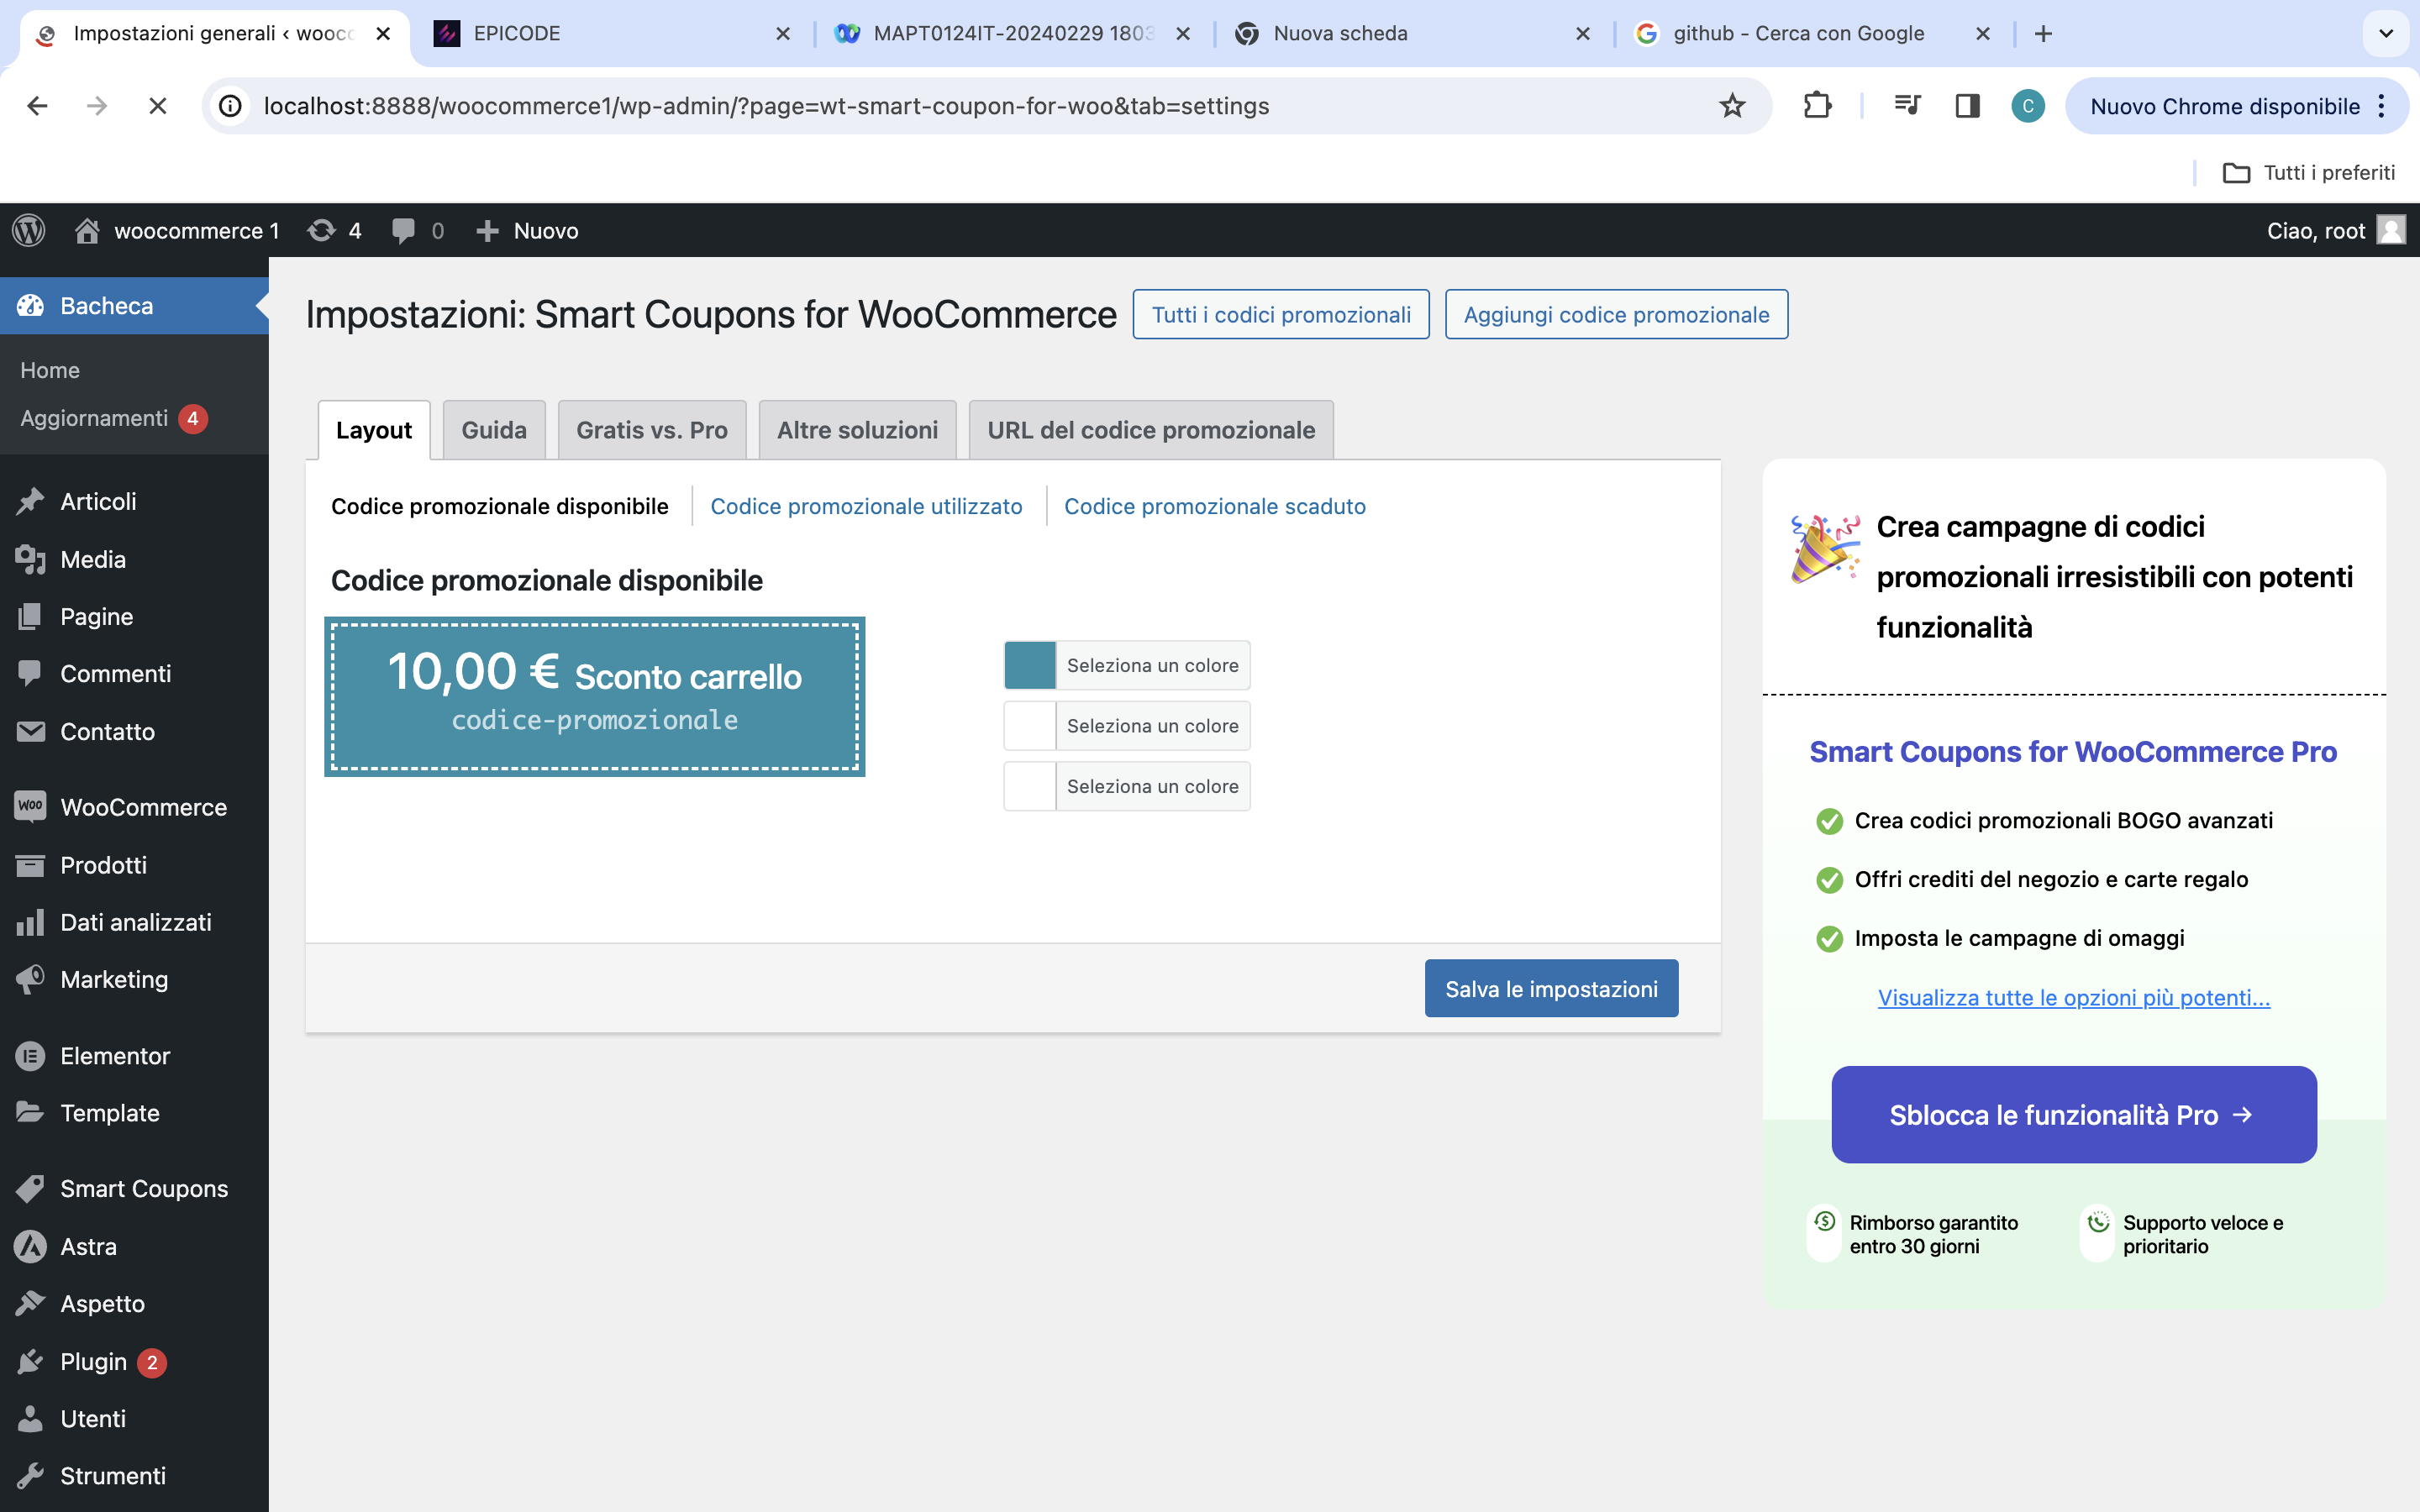 Impostazioni generali ‹ wooc
EPICODE
MAPT0124IT-20240229 1803
Nuova scheda
github - Cerca con Google
localhost:8888/woocommerce1/wp-admin/?page=wt-smart-coupon-for-woo&tab=settings
C
Nuovo Chrome disponibile
Tutti i preferiti
woocommerce 1
4
0
Nuovo
Ciao, root
Bacheca
Home
Aggiornamenti 4
Articoli
Media
Pagine
Commenti
Contatto
WooCommerce
Prodotti
Dati analizzati
Marketing
Elementor
Template
Smart Coupons
Astra
Aspetto
Plugin 2
Utenti
Strumenti
Impostazioni: Smart Coupons for WooCommerce
Tutti i codici promozionali
Aggiungi codice promozionale
Layout
Guida
Gratis vs. Pro
Altre soluzioni
URL del codice promozionale
Codice promozionale disponibile
Codice promozionale utilizzato
Codice promozionale scaduto
Codice promozionale disponibile
10,00 € Sconto carrello
codice-promozionale
Seleziona un colore
Seleziona un colore
Seleziona un colore
Salva le impostazioni
Crea campagne di codici
promozionali irresistibili con potenti
funzionalità
Smart Coupons for WooCommerce Pro
Crea codici promozionali BOGO avanzati
Offri crediti del negozio e carte regalo
Imposta le campagne di omaggi
Visualizza tutte le opzioni più potenti...
Sblocca le funzionalità Pro →
Rimborso garantito
entro 30 giorni
Supporto veloce e
prioritario